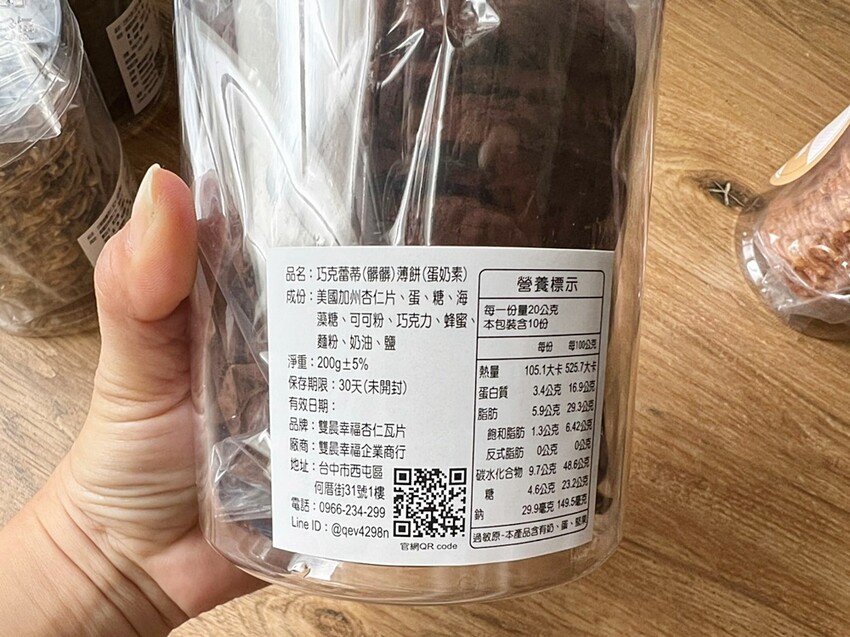 品名：巧克蕾蒂(髒髒)薄餅(蛋奶素)
成份：美國加州杏仁片、蛋、糖、海
藻糖、可可粉、巧克力、蜂蜜、
麵粉、奶油、鹽
淨重：200g±5%
保存期限：30天(未開封)
有效日期：
品牌：雙晨幸福杏仁瓦片
廠商：雙晨幸福企業商行
地址：台中市西屯區
何厝街31號1樓
電話：0966-234-299
Line ID：@qev4298n
官網QR code
營養標示
每一份量20公克
本包裝含10份
每份 每100公克
熱量 105.1大卡 525.7大卡
蛋白質 3.4公克 16.9公克
脂肪 5.9公克 29.3公克
飽和脂肪 1.3公克 6.42公克
反式脂肪 0公克 0公克
碳水化合物 9.7公克 48.6公克
糖 4.6公克 23.2公克
鈉 29.9毫克 149.5毫克
過敏原-本產品含有奶、蛋、堅果